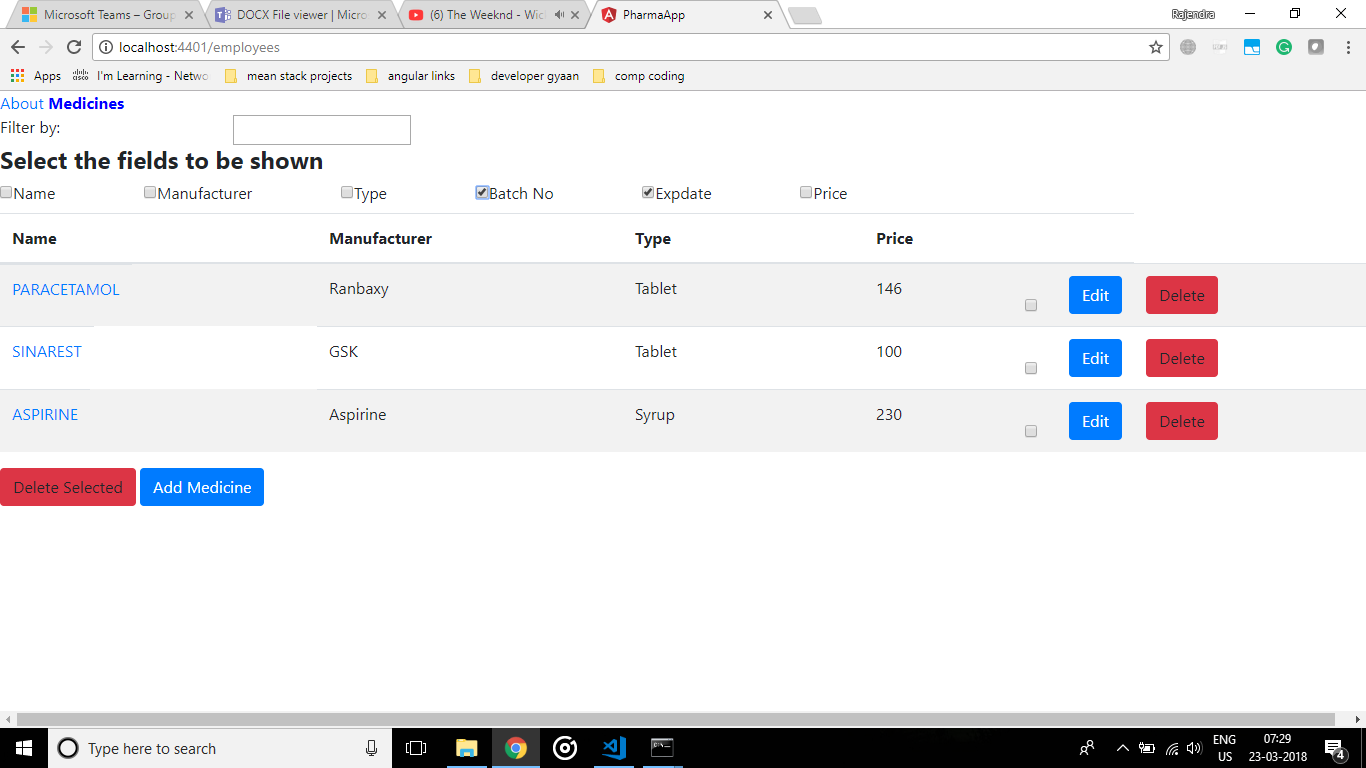 Microsoft Teams – Group
DOCX File viewer | Micro
(6) The Weeknd - Wic
PharmaApp
Rajendra
localhost:4401/employees
Apps
I'm Learning - Netwo
mean stack projects
angular links
developer gyaan
comp coding
About Medicines
Filter by:
Select the fields to be shown
Name Manufacturer Type Batch No Expdate Price
Name Manufacturer Type Price
PARACETAMOL Ranbaxy Tablet 146 Edit Delete
SINAREST GSK Tablet 100 Edit Delete
ASPIRINE Aspirine Syrup 230 Edit Delete
Delete Selected Add Medicine
Type here to search
ENG
US
07:29
23-03-2018
4